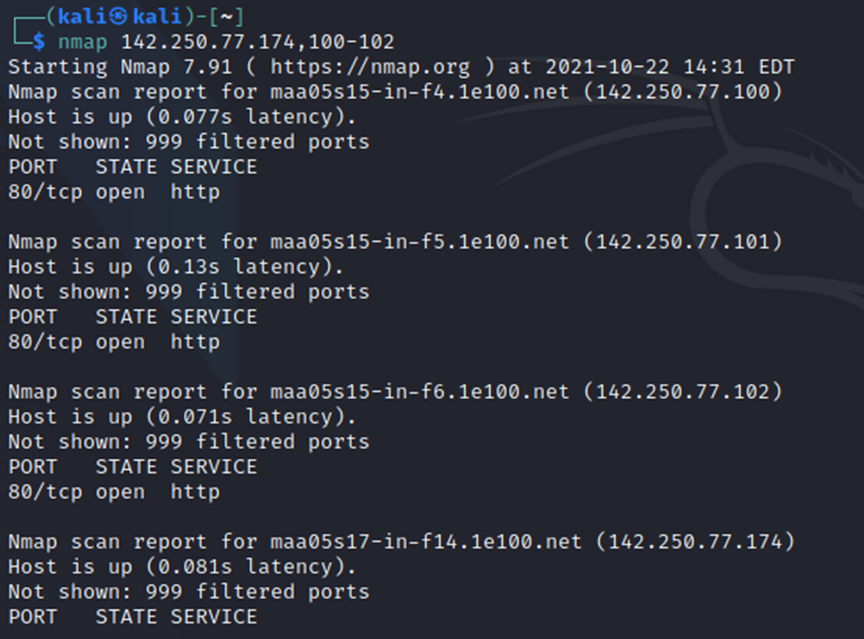 (kali㉿kali)-[~]
$ nmap 142.250.77.174,100-102
Starting Nmap 7.91 ( https://nmap.org ) at 2021-10-22 14:31 EDT
Nmap scan report for maa05s15-in-f4.1e100.net (142.250.77.100)
Host is up (0.077s latency).
Not shown: 999 filtered ports
PORT   STATE SERVICE
80/tcp open  http

Nmap scan report for maa05s15-in-f5.1e100.net (142.250.77.101)
Host is up (0.13s latency).
Not shown: 999 filtered ports
PORT   STATE SERVICE
80/tcp open  http

Nmap scan report for maa05s15-in-f6.1e100.net (142.250.77.102)
Host is up (0.071s latency).
Not shown: 999 filtered ports
PORT   STATE SERVICE
80/tcp open  http

Nmap scan report for maa05s17-in-f14.1e100.net (142.250.77.174)
Host is up (0.081s latency).
Not shown: 999 filtered ports
PORT   STATE SERVICE